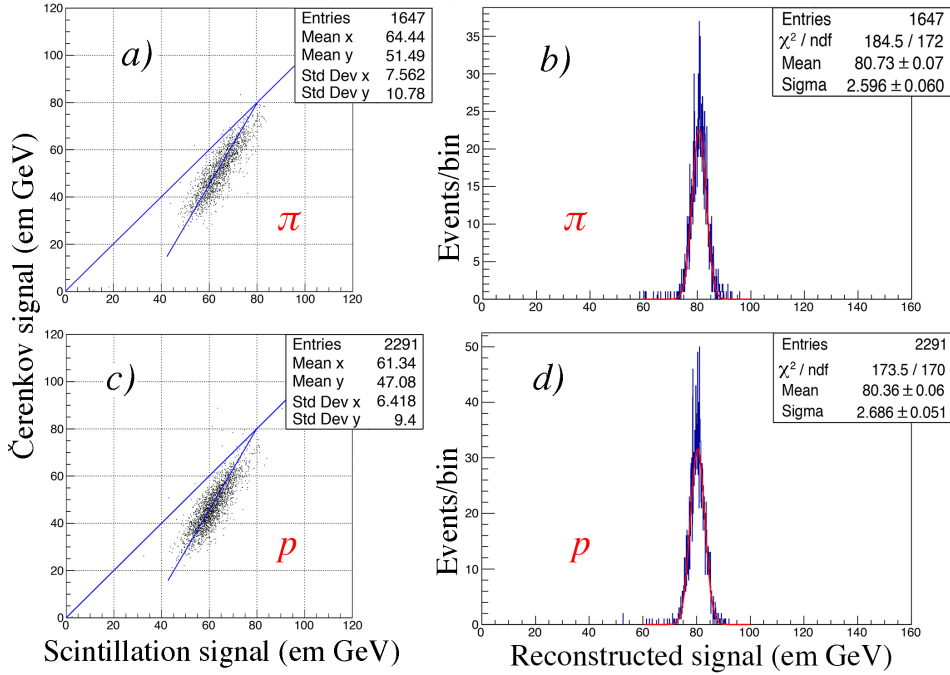 Čerenkov signal (em GeV)
a)
Entries 1647
Mean x 64.44
Mean y 51.49
Std Dev x 7.562
Std Dev y 10.78
120
100
80
60
40
20
0
π
0 20 40 60 80 100 120
b)
Entries 1647
χ² / ndf 184.5 / 172
Mean 80.73 ± 0.07
Sigma 2.596 ± 0.060
Events/bin
35
30
25
20
15
10
5
0
π
0 20 40 60 80 100 120 140 160
c)
Entries 2291
Mean x 61.34
Mean y 47.08
Std Dev x 6.418
Std Dev y 9.4
120
100
80
60
40
20
0
p
0 20 40 60 80 100 120
Scintillation signal (em GeV)
d)
Entries 2291
χ² / ndf 173.5 / 170
Mean 80.36 ± 0.06
Sigma 2.686 ± 0.051
Events/bin
50
40
30
20
10
0
p
0 20 40 60 80 100 120 140 160
Reconstructed signal (em GeV)